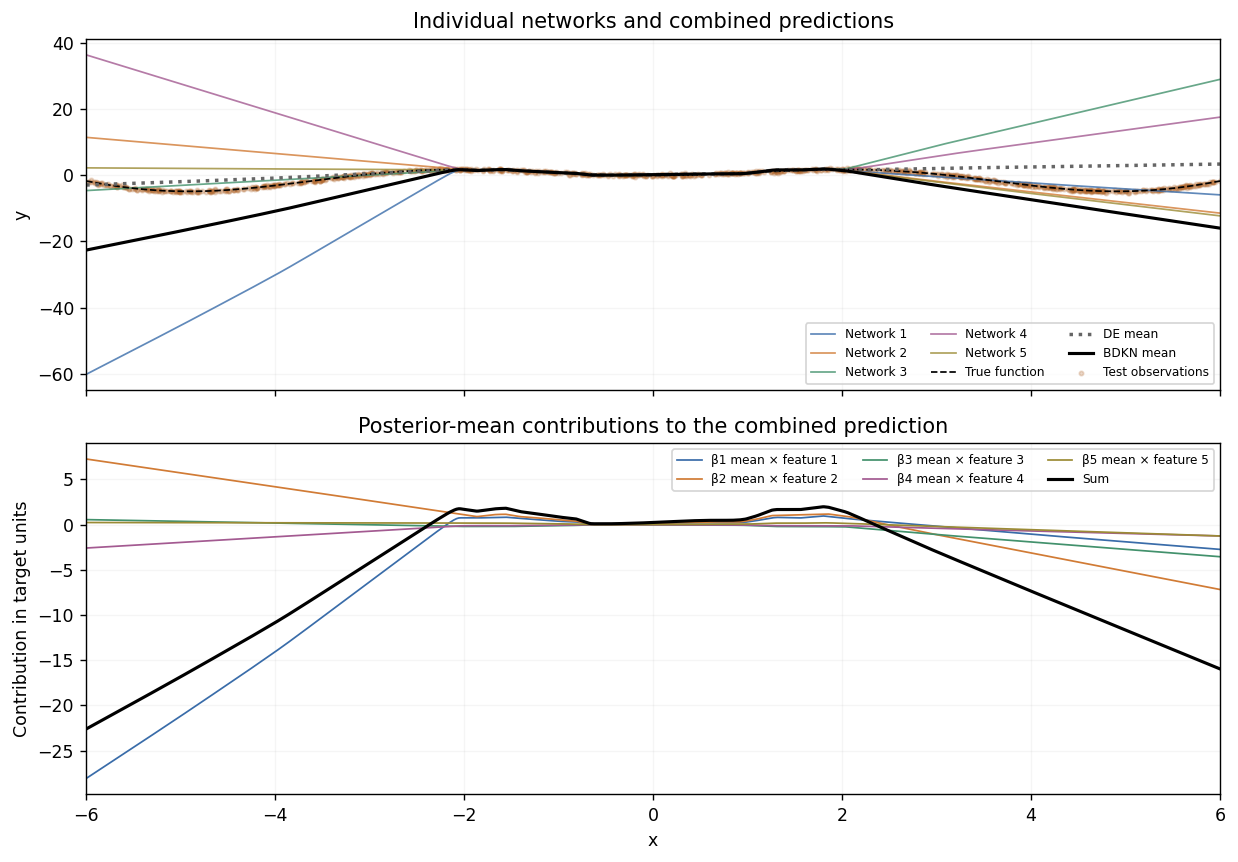 Individual networks and combined predictions
40
20
0
−20
−40
−60
y
Network 1
Network 2
Network 3
Network 4
Network 5
True function
DE mean
BDKN mean
Test observations
Posterior-mean contributions to the combined prediction
5
0
−5
−10
−15
−20
−25
Contribution in target units
β1 mean × feature 1
β2 mean × feature 2
β3 mean × feature 3
β4 mean × feature 4
β5 mean × feature 5
Sum
−6
−4
−2
0
2
4
6
x